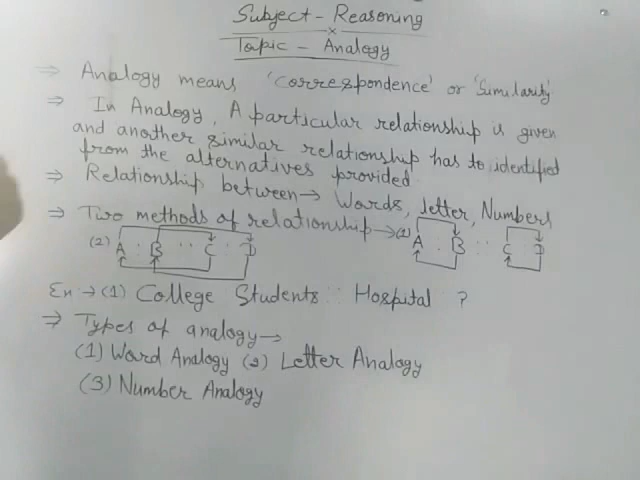 Subject - Reasoning
x
Topic - Analogy
⇒ Analogy means 'correspondence' or 'Similarity'
⇒ In Analogy, A particular relationship is given
and another similar relationship has to identified
from the alternatives provided.
⇒ Relationship between → Words, letter, Numbers
⇒ Two methods of relationship → (1) A : B :: C : D
(2) A : B :: C : D
Ex → (1) College : Students :: Hospital : ?
⇒ Types of analogy →
(1) Word Analogy (2) Letter Analogy
(3) Number Analogy